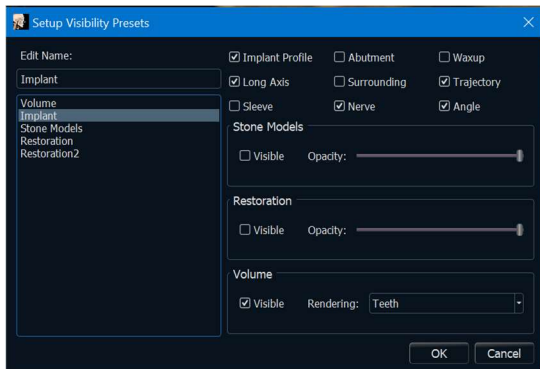 Setup Visibility Presets
Edit Name:
Implant
Volume
Implant
Stone Models
Restoration
Restoration2
Implant Profile Abutment Waxup
Long Axis Surrounding Trajectory
Sleeve Nerve Angle
Stone Models
Visible Opacity:
Restoration
Visible Opacity:
Volume
Visible Rendering: Teeth
OK Cancel